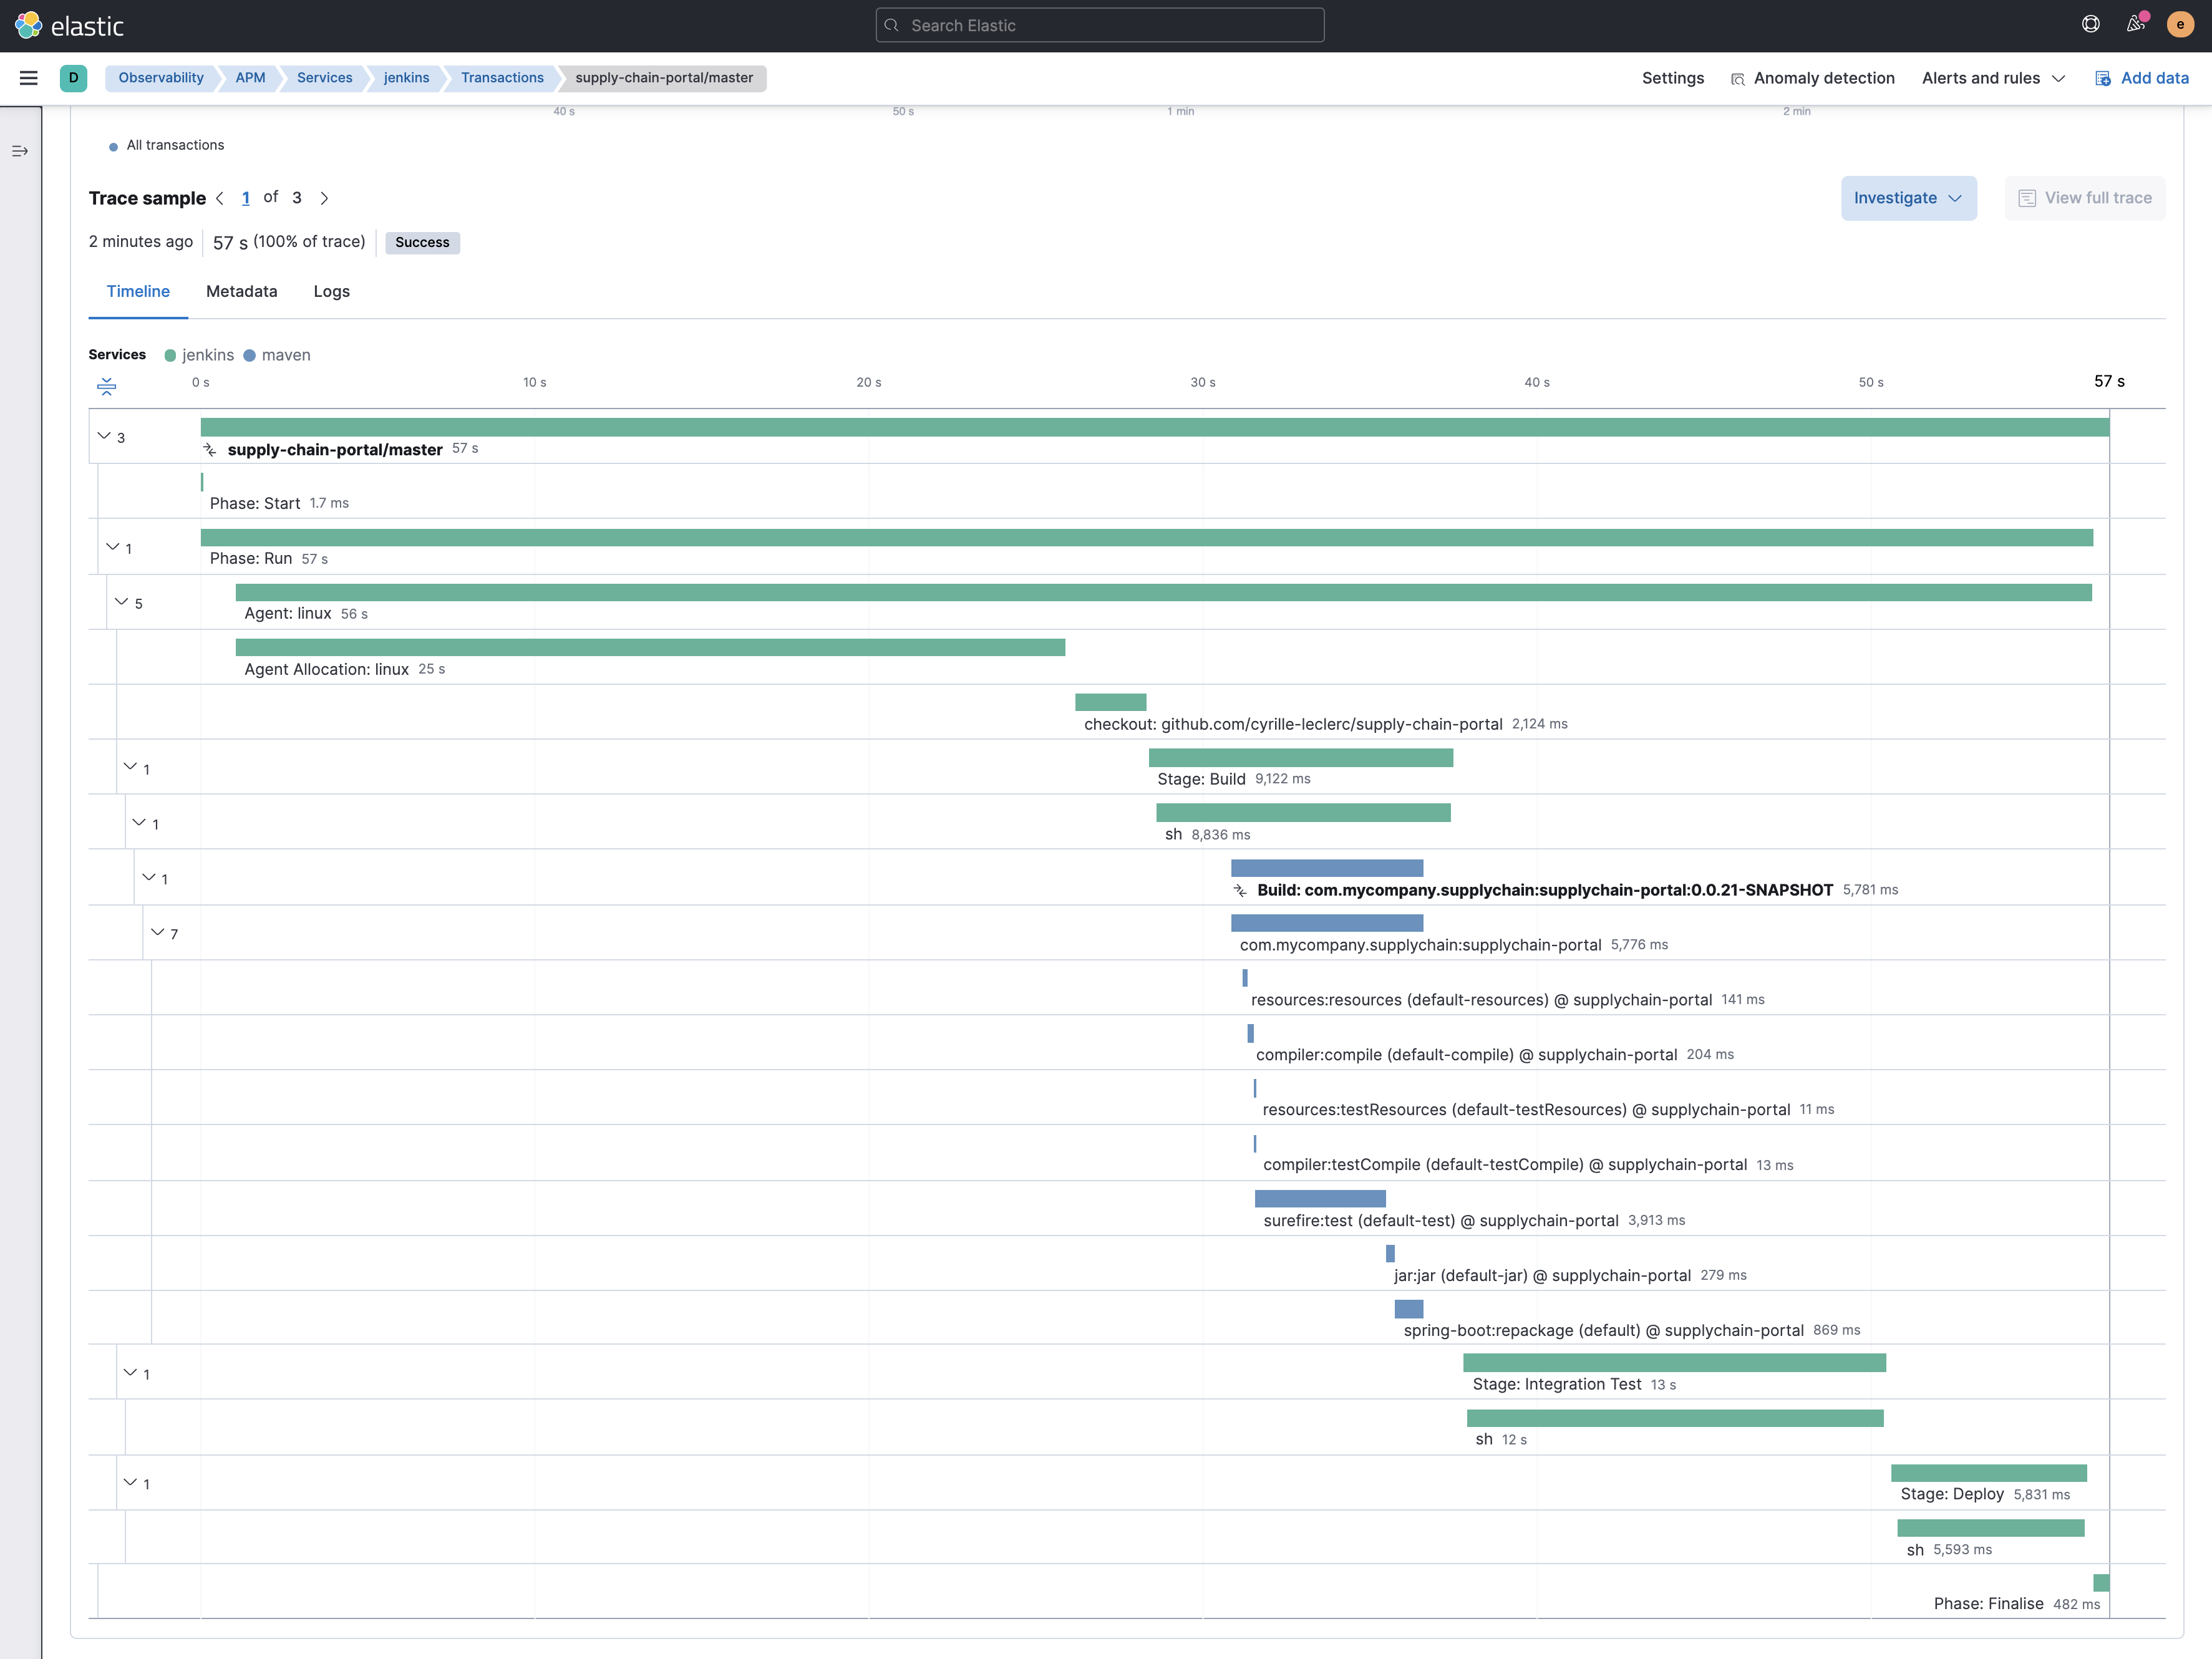 elastic
Search Elastic
e
D
Observability
APM
Services
jenkins
Transactions
supply-chain-portal/master
Settings
Anomaly detection
Alerts and rules
Add data
40 s 50 s 1 min 2 min
All transactions
Trace sample 1 of 3
Investigate
View full trace
2 minutes ago 57 s (100% of trace) Success
Timeline Metadata Logs
Services jenkins maven
0 s 10 s 20 s 30 s 40 s 50 s 57 s
3
supply-chain-portal/master 57 s
Phase: Start 1.7 ms
1
Phase: Run 57 s
5
Agent: linux 56 s
Agent Allocation: linux 25 s
checkout: github.com/cyrille-leclerc/supply-chain-portal 2,124 ms
1
Stage: Build 9,122 ms
1
sh 8,836 ms
1
Build: com.mycompany.supplychain:supplychain-portal:0.0.21-SNAPSHOT 5,781 ms
7
com.mycompany.supplychain:supplychain-portal 5,776 ms
resources:resources (default-resources) @ supplychain-portal 141 ms
compiler:compile (default-compile) @ supplychain-portal 204 ms
resources:testResources (default-testResources) @ supplychain-portal 11 ms
compiler:testCompile (default-testCompile) @ supplychain-portal 13 ms
surefire:test (default-test) @ supplychain-portal 3,913 ms
jar:jar (default-jar) @ supplychain-portal 279 ms
spring-boot:repackage (default) @ supplychain-portal 869 ms
1
Stage: Integration Test 13 s
sh 12 s
1
Stage: Deploy 5,831 ms
sh 5,593 ms
Phase: Finalise 482 ms